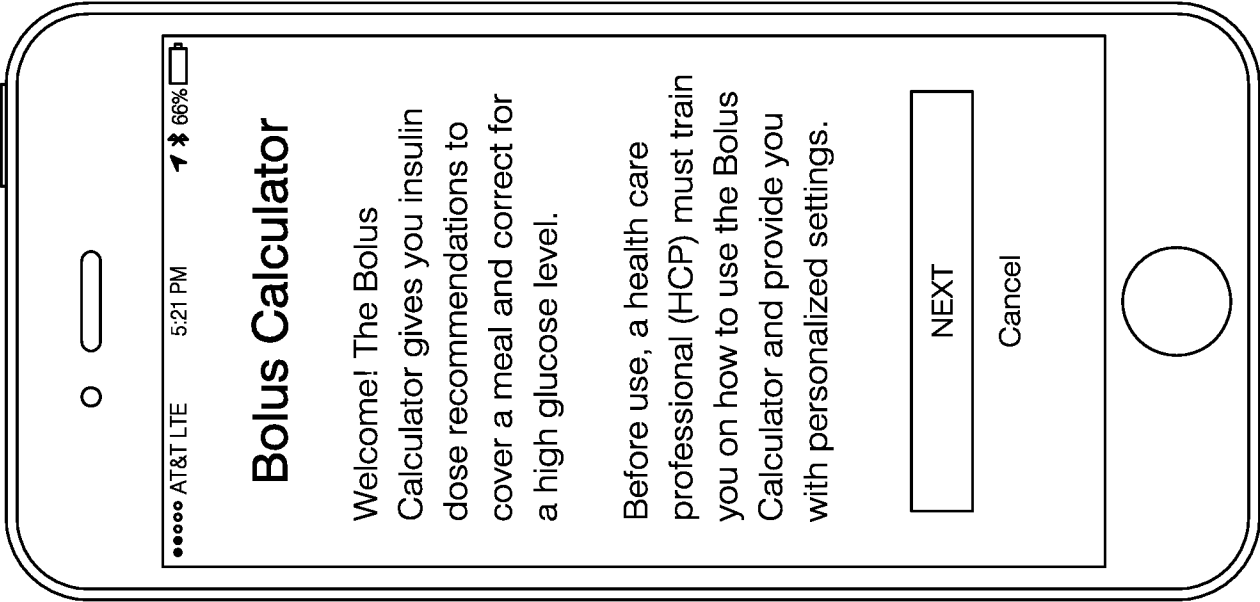 ●●●●● AT&T LTE 5:21 PM 66%
Bolus Calculator
Welcome! The Bolus
Calculator gives you insulin
dose recommendations to
cover a meal and correct for
a high glucose level.
Before use, a health care
professional (HCP) must train
you on how to use the Bolus
Calculator and provide you
with personalized settings.
NEXT
Cancel